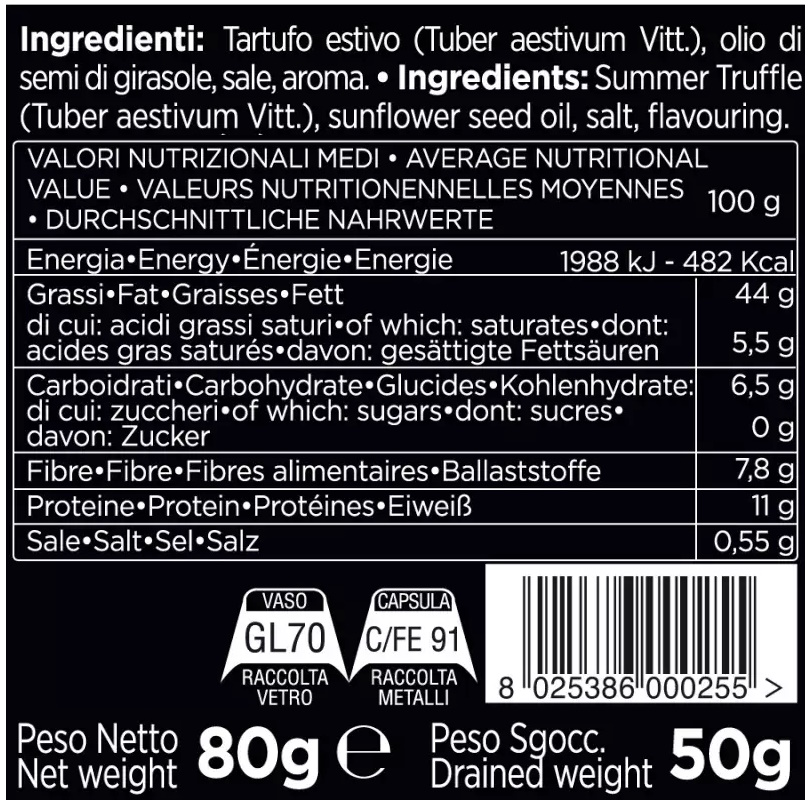 Ingredienti: Tartufo estivo (Tuber aestivum Vitt.), olio di
semi di girasole, sale, aroma. • Ingredients: Summer Truffle
(Tuber aestivum Vitt.), sunflower seed oil, salt, flavouring.
VALORI NUTRIZIONALI MEDI • AVERAGE NUTRITIONAL
VALUE • VALEURS NUTRITIONENNELLES MOYENNES
• DURCHSCHNITTLICHE NAHRWERTE
100 g
Energia•Energy•Énergie•Energie 1988 kJ - 482 Kcal
Grassi•Fat•Graisses•Fett 44 g
di cui: acidi grassi saturi•of which: saturates•dont:
acides gras saturés•davon: gesättigte Fettsäuren 5,5 g
Carboidrati•Carbohydrate•Glucides•Kohlenhydrate: 6,5 g
di cui: zuccheri•of which: sugars•dont: sucres•
davon: Zucker 0 g
Fibre•Fibre•Fibres alimentaires•Ballaststoffe 7,8 g
Proteine•Protein•Protéines•Eiweiß 11 g
Sale•Salt•Sel•Salz 0,55 g
VASO
GL70
RACCOLTA
VETRO
CAPSULA
C/FE 91
RACCOLTA
METALLI
8 025386 000255 >
Peso Netto
Net weight
80g ℮
Peso Sgocc.
Drained weight
50g